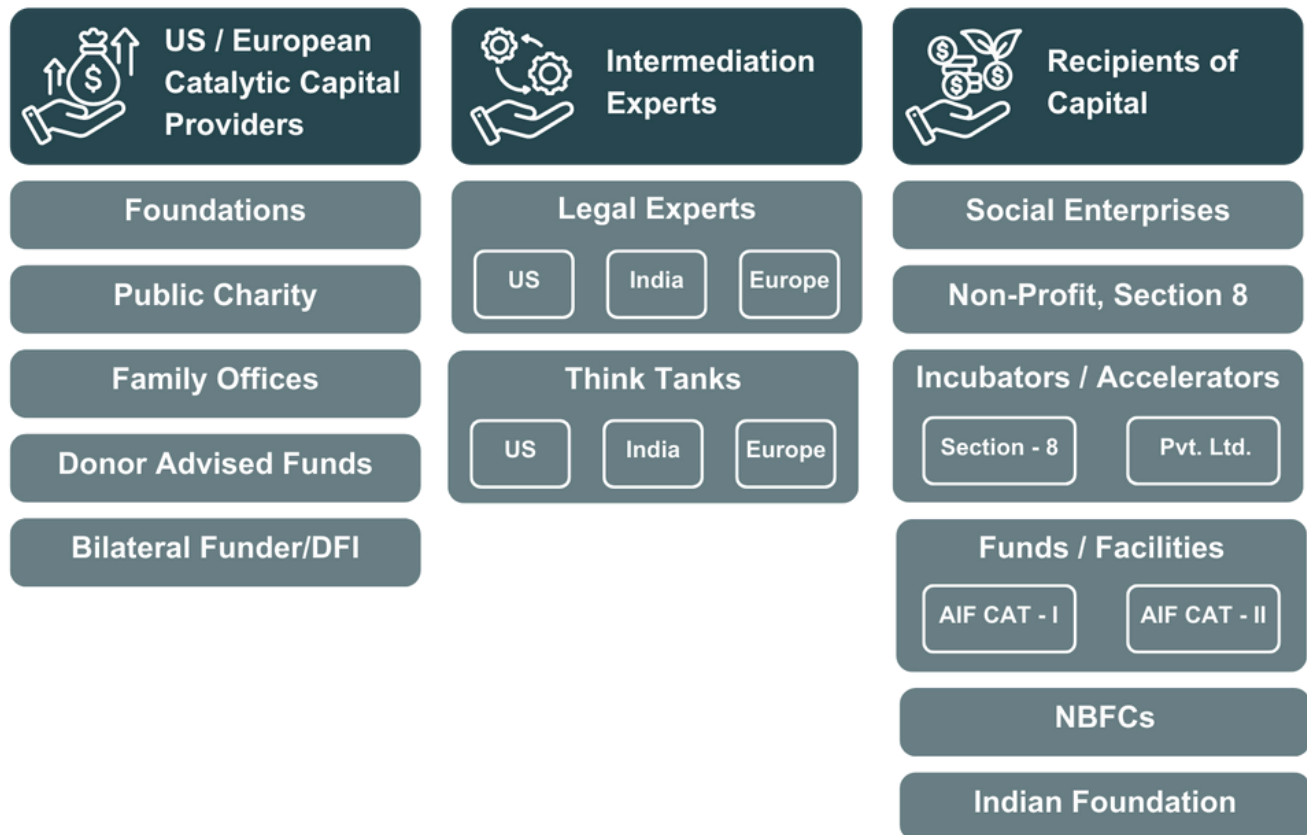 US / European
Catalytic Capital
Providers
Foundations
Public Charity
Family Offices
Donor Advised Funds
Bilateral Funder/DFI
Intermediation
Experts
Legal Experts
US
India
Europe
Think Tanks
US
India
Europe
Recipients of
Capital
Social Enterprises
Non-Profit, Section 8
Incubators / Accelerators
Section - 8
Pvt. Ltd.
Funds / Facilities
AIF CAT - I
AIF CAT - II
NBFCs
Indian Foundation